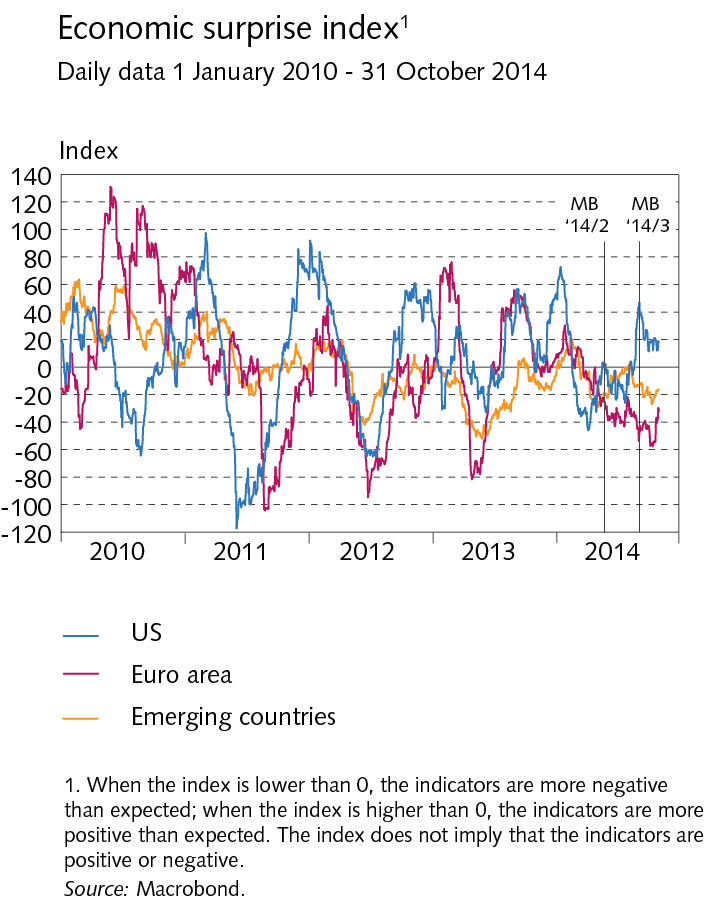 Economic surprise index¹
Daily data 1 January 2010 - 31 October 2014
Index
140
120
100
80
60
40
20
0
-20
-40
-60
-80
-100
-120
MB
‘14/2
MB
‘14/3
2010 2011 2012 2013 2014
US
Euro area
Emerging countries
1. When the index is lower than 0, the indicators are more negative
than expected; when the index is higher than 0, the indicators are more
positive than expected. The index does not imply that the indicators are
positive or negative.
Source: Macrobond.